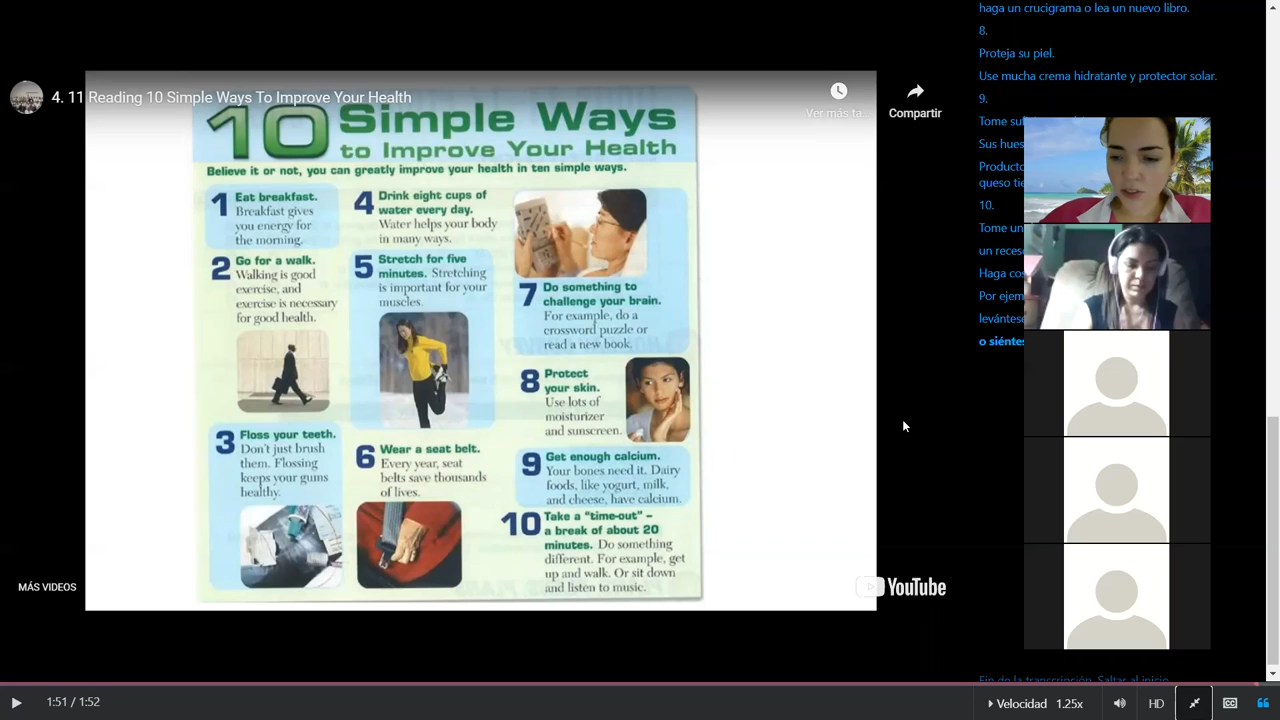 4. 11 Reading 10 Simple Ways To Improve Your Health
Ver más ta...
Compartir
10 Simple Ways
to Improve Your Health
Believe it or not, you can greatly improve your health in ten simple ways.
1 Eat breakfast.
Breakfast gives
you energy for
the morning.
2 Go for a walk.
Walking is good
exercise, and
exercise is necessary
for good health.
3 Floss your teeth.
Don't just brush
them. Flossing
keeps your gums
healthy.
4 Drink eight cups of
water every day.
Water helps your body
in many ways.
5 Stretch for five
minutes. Stretching
is important for your
muscles.
6 Wear a seat belt.
Every year, seat
belts save thousands
of lives.
7 Do something to
challenge your brain.
For example, do a
crossword puzzle or
read a new book.
8 Protect
your skin.
Use lots of
moisturizer
and sunscreen.
9 Get enough calcium.
Your bones need it. Dairy
foods, like yogurt, milk,
and cheese, have calcium.
10 Take a "time-out" –
a break of about 20
minutes. Do something
different. For example, get
up and walk. Or sit down
and listen to music.
MÁS VIDEOS
YouTube
haga un crucigrama o lea un nuevo libro.
8.
Proteja su piel.
Use mucha crema hidratante y protector solar.
9.
Tome
Sus
queso
10.
Tome
un
Haga
Por
o
Fin de la transcripción. Saltar al inicio.
1:51 / 1:52
Velocidad 1.25x
HD
CC